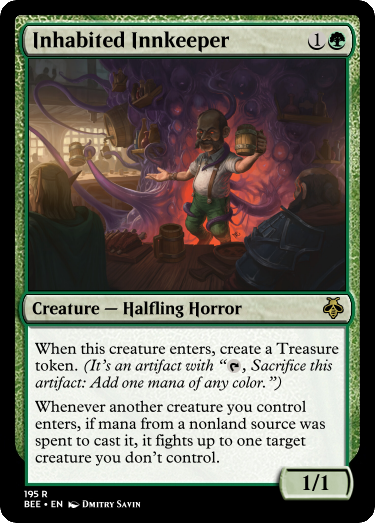 Inhabited Innkeeper 1
Creature — Halfling Horror
When this creature enters, create a Treasure
token. (It's an artifact with “, Sacrifice this
artifact: Add one mana of any color.”)
Whenever another creature you control
enters, if mana from a nonland source was
spent to cast it, it fights up to one target
creature you don't control.
1/1
195 R
BEE • EN Dmitry Savin